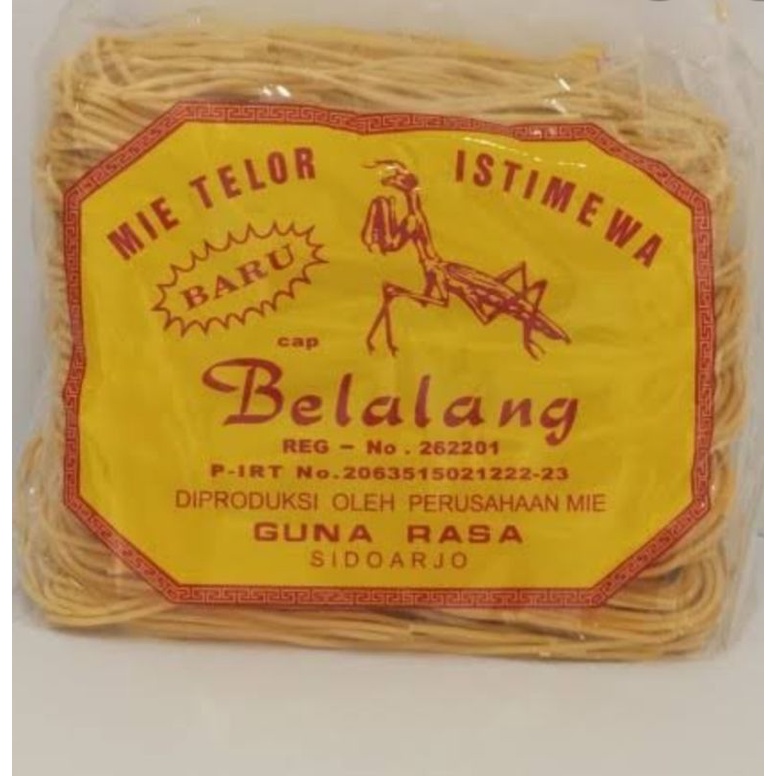 MIE TELOR ISTIMEWA
BARU
cap
Belalang
REG - No. 262201
P-IRT No.2063515021222-23
DIPRODUKSI OLEH PERUSAHAAN MIE
GUNA RASA
SIDOARJO